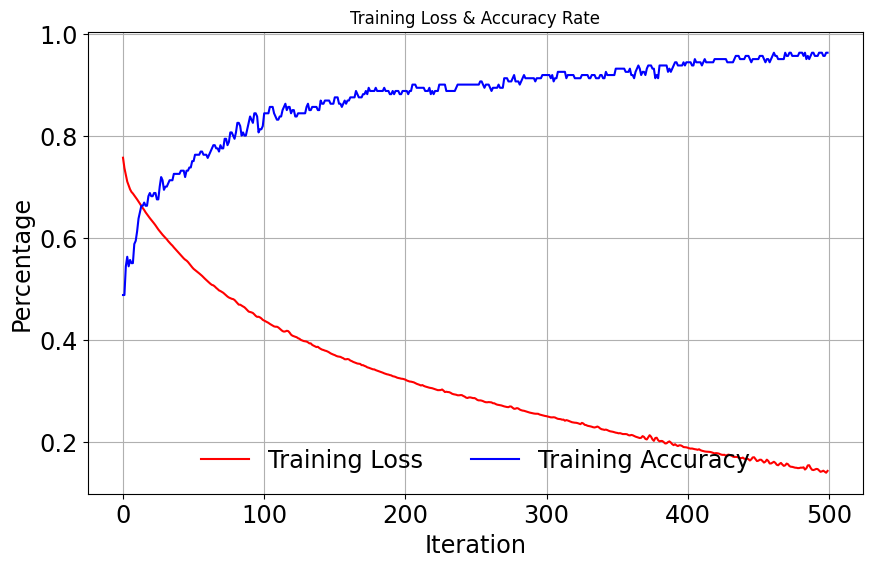 Training Loss & Accuracy Rate
1.0
0.8
0.6
0.4
0.2
Percentage
Training Loss Training Accuracy
0 100 200 300 400 500
Iteration